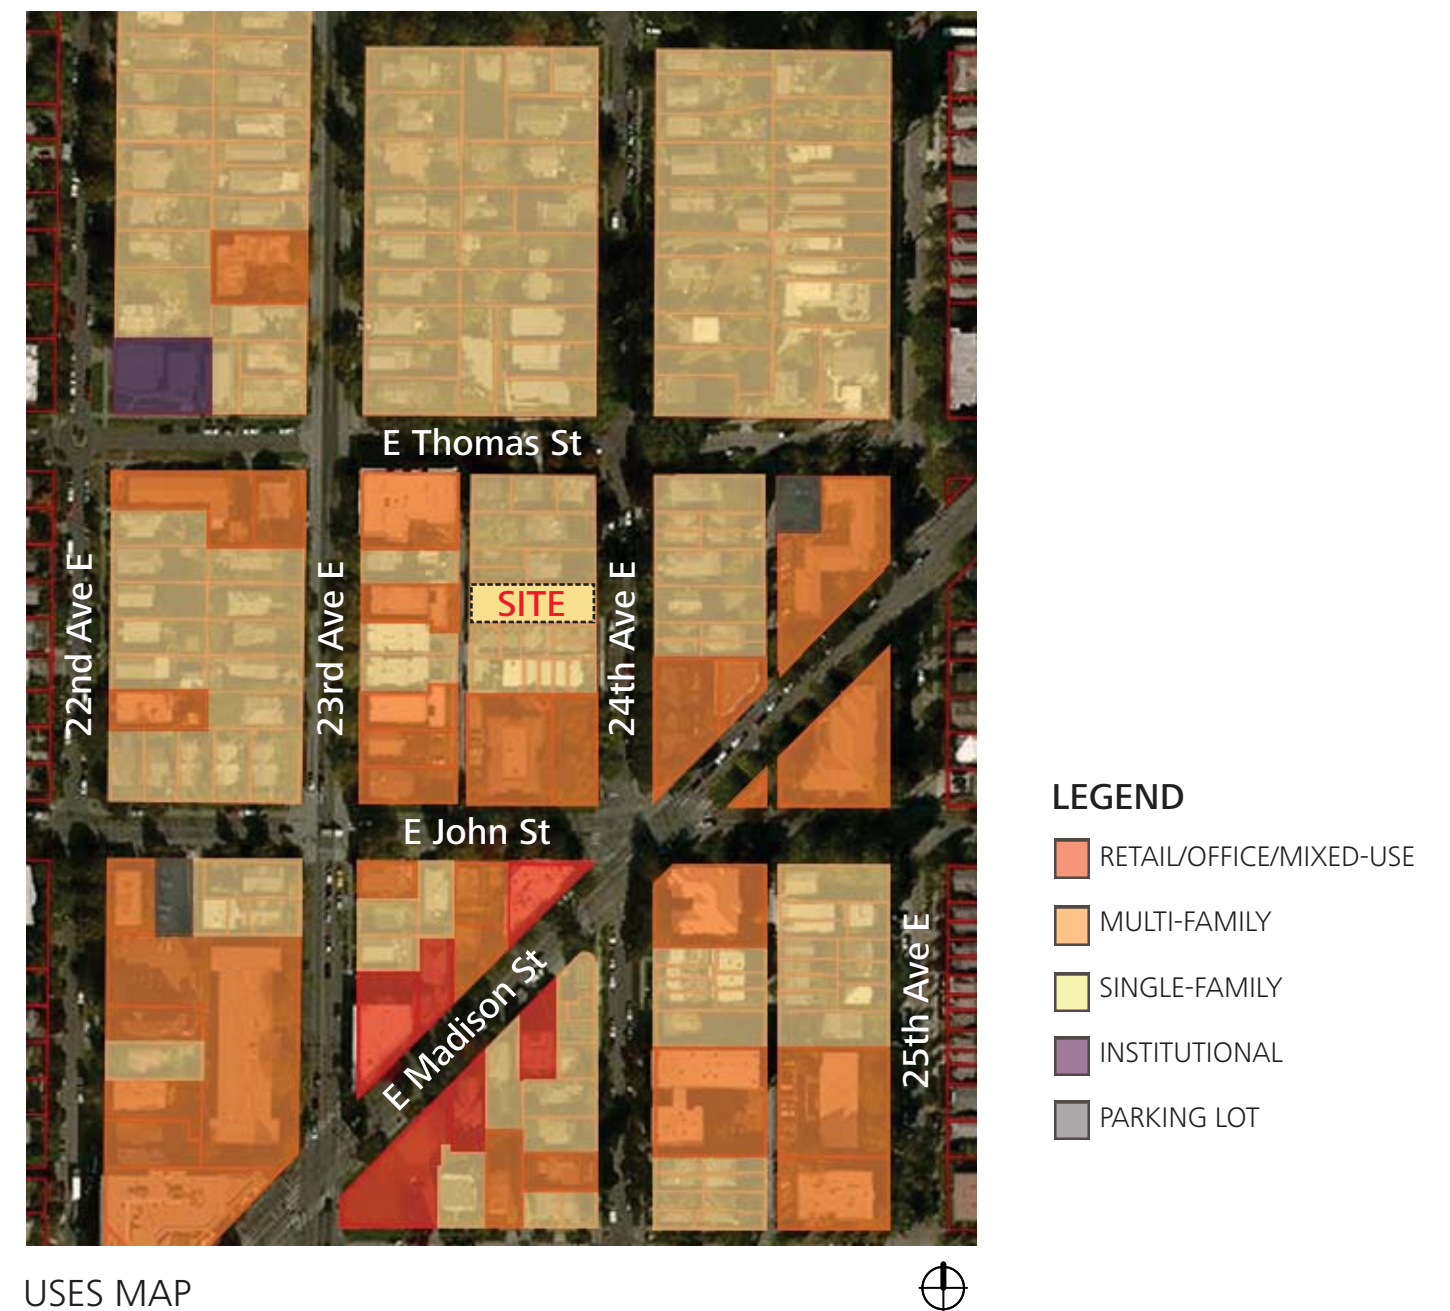 E Thomas St
22nd Ave E
23rd Ave E
SITE
24th Ave E
E John St
E Madison St
25th Ave E
LEGEND
RETAIL/OFFICE/MIXED-USE
MULTI-FAMILY
SINGLE-FAMILY
INSTITUTIONAL
PARKING LOT
USES MAP